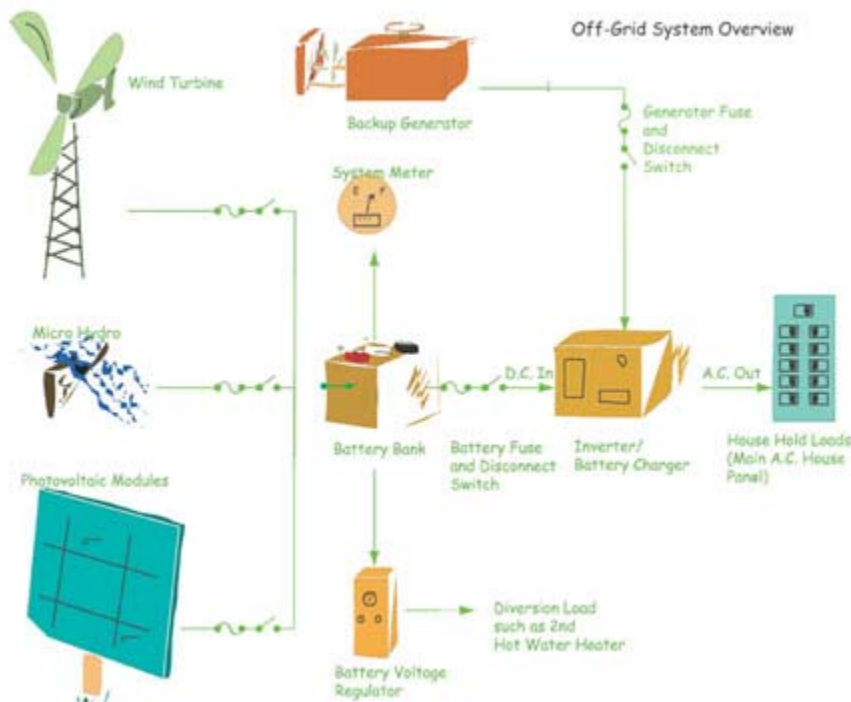 Off-Grid System Overview
Wind Turbine
Backup Generator
Generator Fuse
and
Disconnect
Switch
System Meter
E F
Micro Hydro
D.C. In
A.C. Out
Battery Bank
Battery Fuse
and Disconnect
Switch
Inverter/
Battery Charger
House Hold Loads
(Main A.C. House
Panel)
Photovoltaic Modules
Diversion Load
such as 2nd
Hot Water Heater
Battery Voltage
Regulator